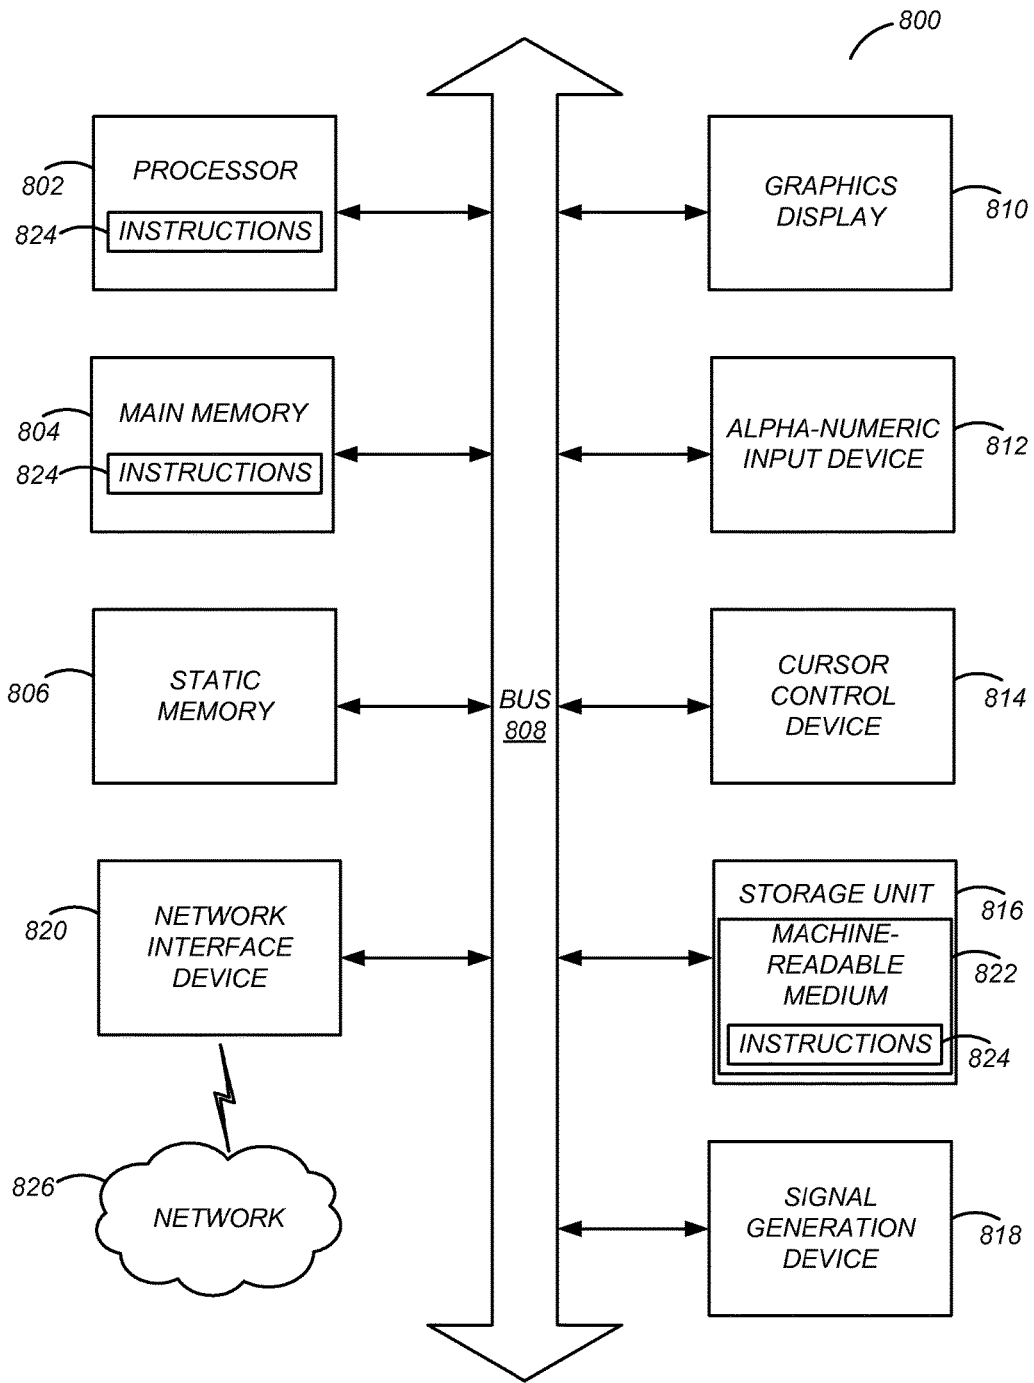 800
PROCESSOR
802
824
INSTRUCTIONS
GRAPHICS
DISPLAY
810
MAIN MEMORY
804
824
INSTRUCTIONS
ALPHA-NUMERIC
INPUT DEVICE
812
STATIC
MEMORY
806
BUS
808
CURSOR
CONTROL
DEVICE
814
NETWORK
INTERFACE
DEVICE
820
STORAGE UNIT
816
MACHINE-
READABLE
MEDIUM
822
INSTRUCTIONS
824
826
NETWORK
SIGNAL
GENERATION
DEVICE
818